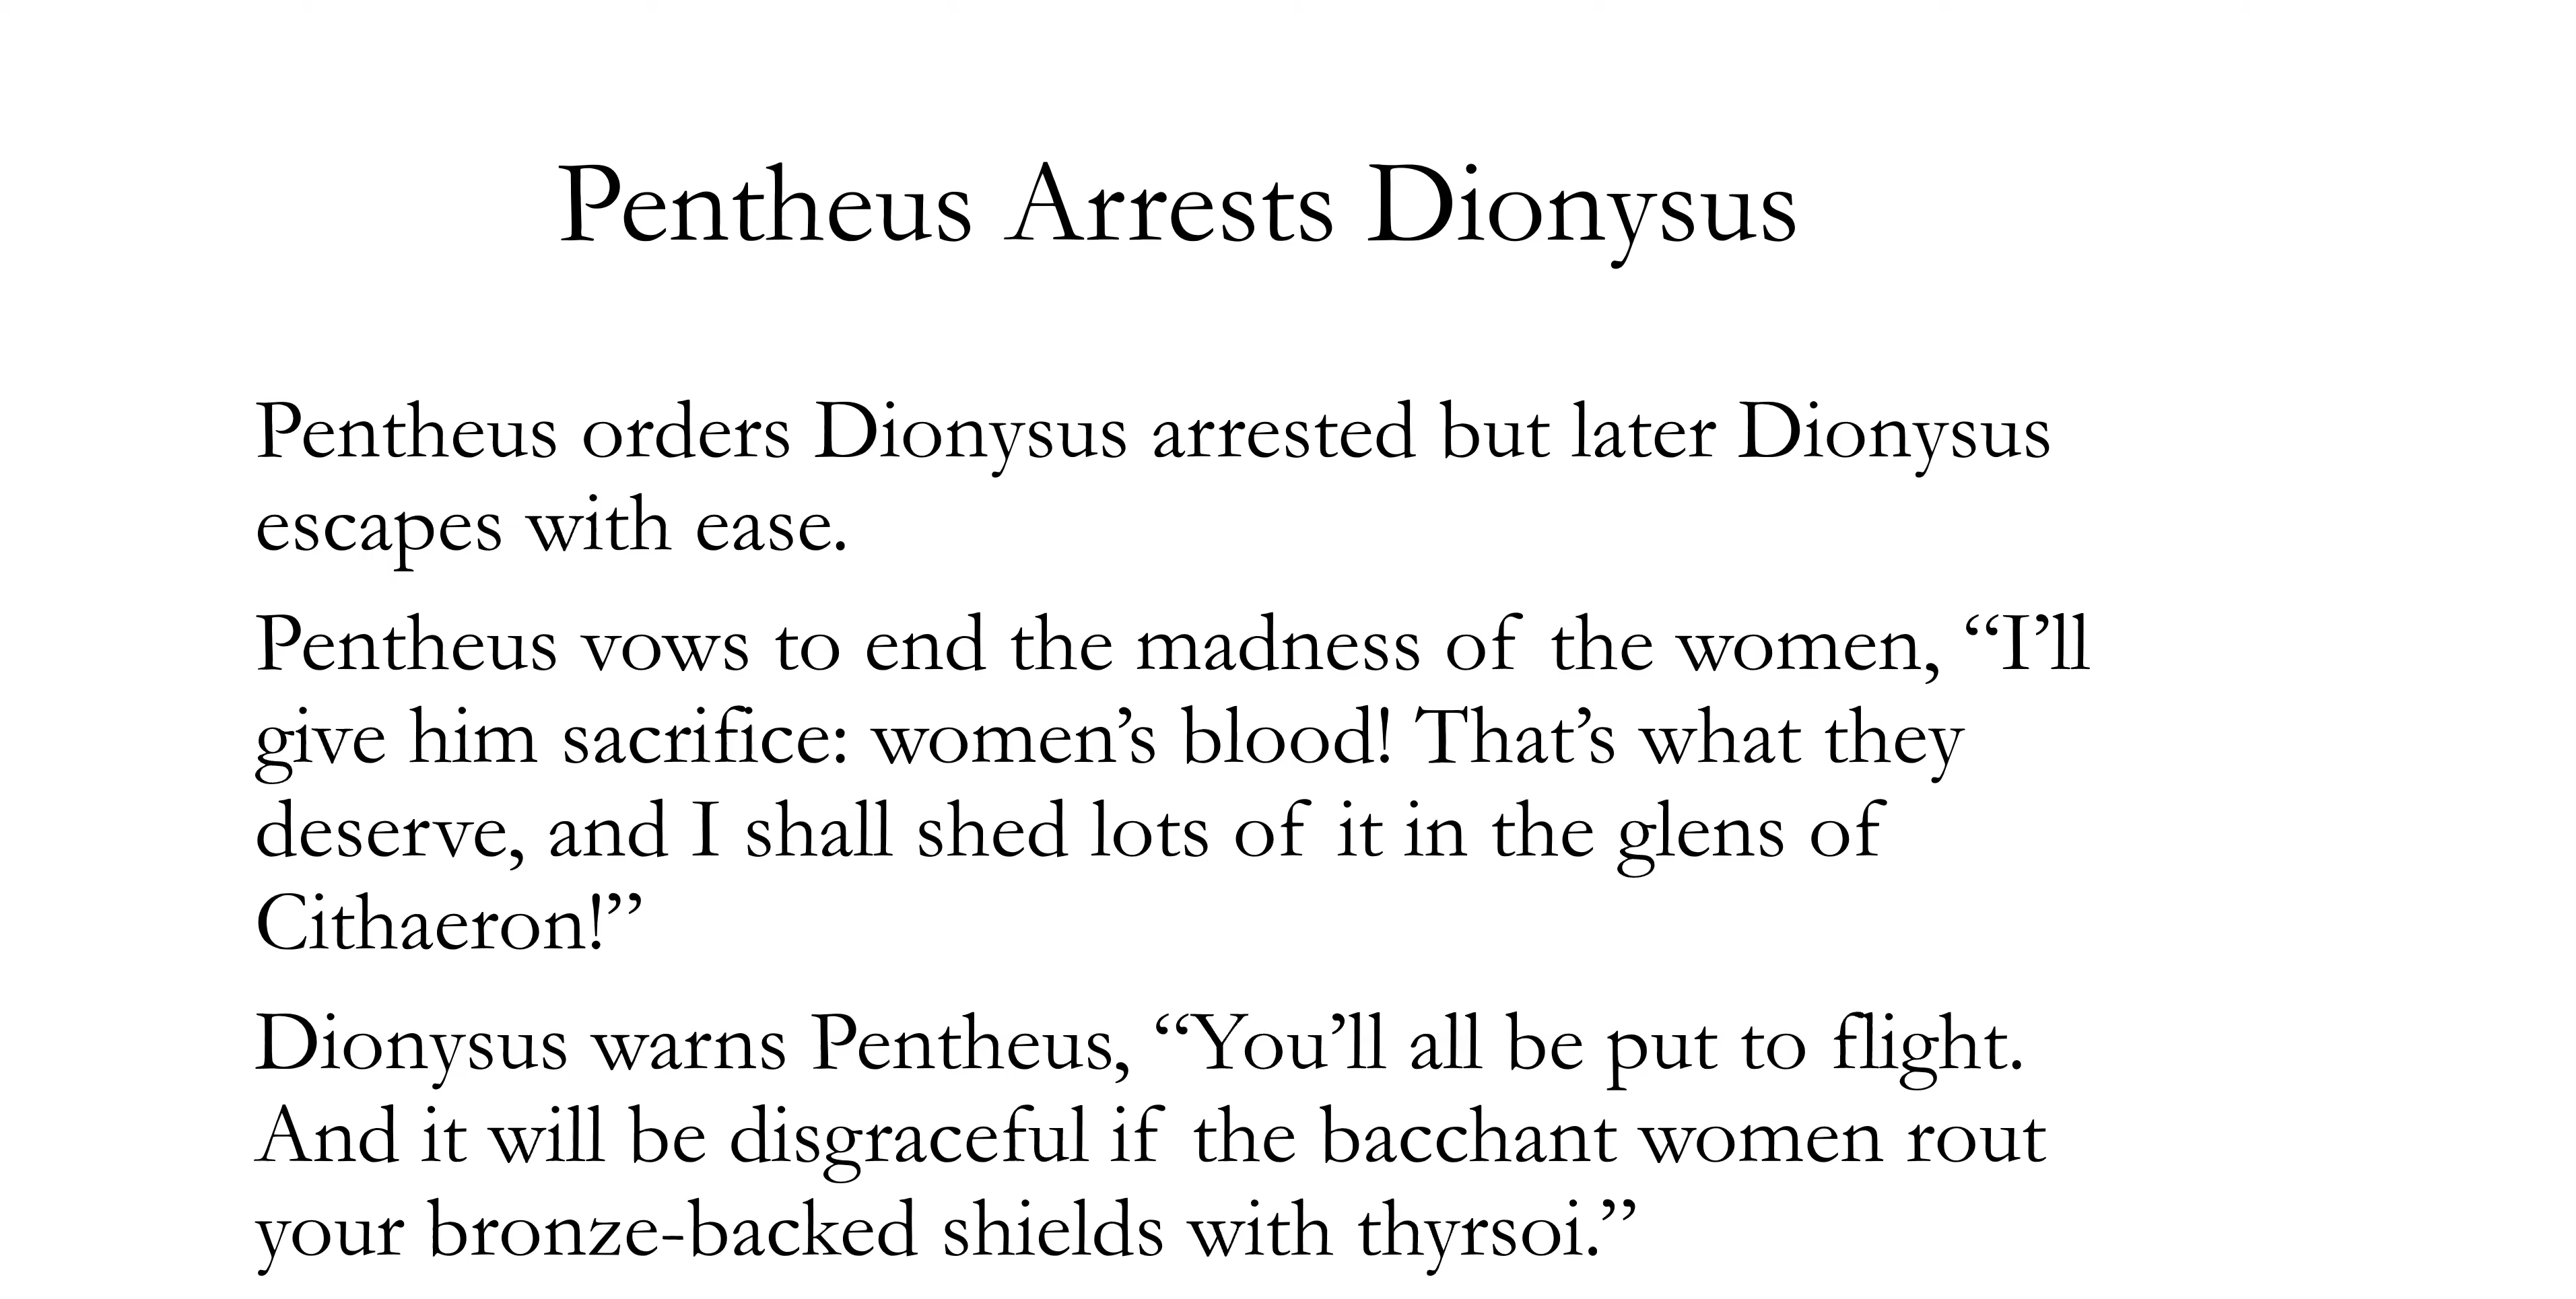 Pentheus Arrests Dionysus
Pentheus orders Dionysus arrested but later Dionysus
escapes with ease.
Pentheus vows to end the madness of the women, “I’ll
give him sacrifice: women’s blood! That’s what they
deserve, and I shall shed lots of it in the glens of
Cithaeron!”
Dionysus warns Pentheus, “You’ll all be put to flight.
And it will be disgraceful if the bacchant women rout
your bronze-backed shields with thyrsoi.”